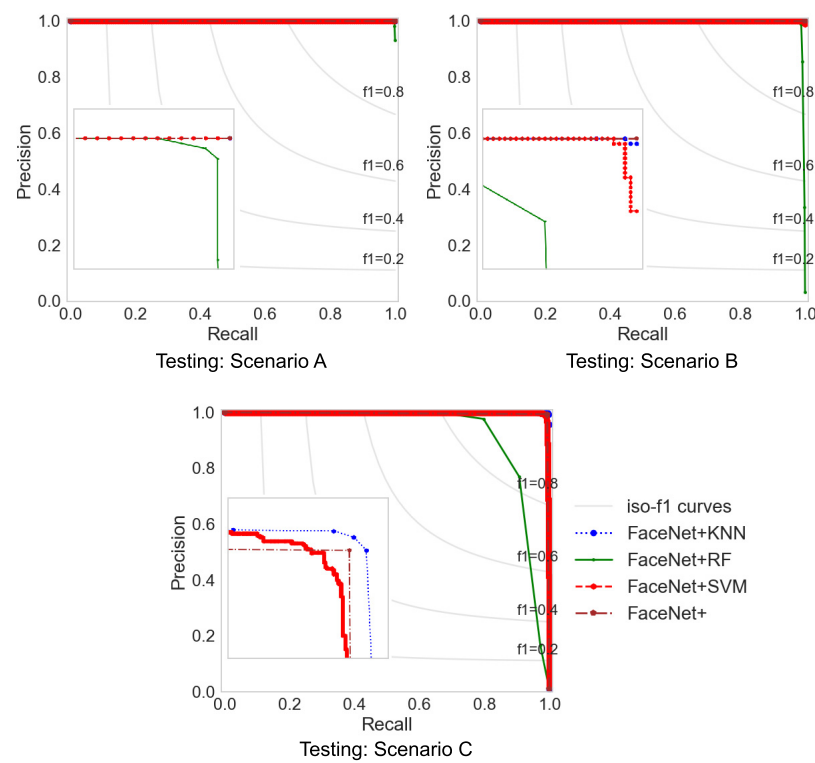 1.0
0.8
0.6
0.4
0.2
0.0
Precision
f1=0.8
f1=0.6
f1=0.4
f1=0.2
0.0 0.2 0.4 0.6 0.8 1.0
Recall
Testing: Scenario A
1.0
0.8
0.6
0.4
0.2
0.0
Precision
f1=0.8
f1=0.6
f1=0.4
f1=0.2
0.0 0.2 0.4 0.6 0.8 1.0
Recall
Testing: Scenario B
1.0
0.8
0.6
0.4
0.2
0.0
Precision
f1=0.8
f1=0.6
f1=0.4
f1=0.2
0.0 0.2 0.4 0.6 0.8 1.0
Recall
Testing: Scenario C
iso-f1 curves
FaceNet+KNN
FaceNet+RF
FaceNet+SVM
FaceNet+